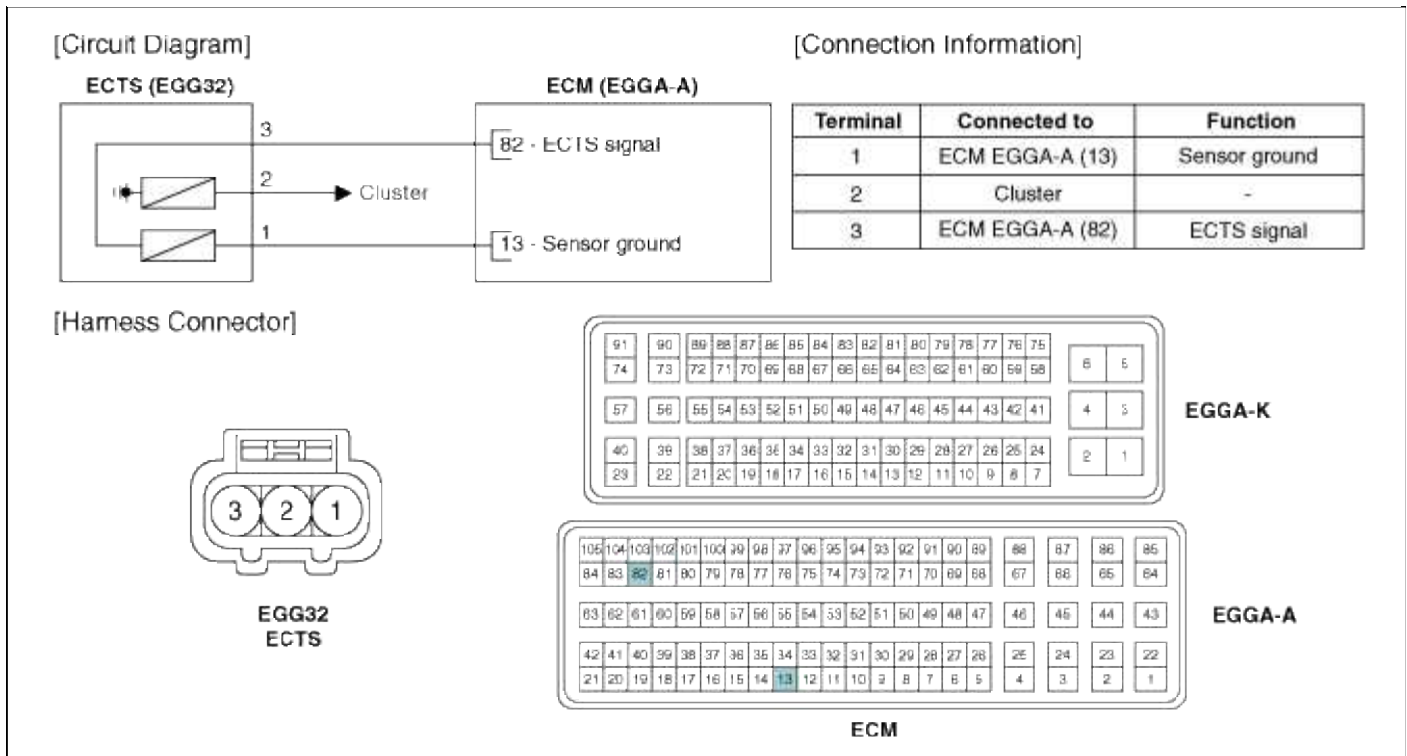 [Circuit Diagram]
ECTS (EGG32)
ECM (EGGA-A)
3
82 - ECTS signal
2
Cluster
1
13 - Sensor ground
[Connection Information]
Terminal Connected to Function
1 ECM EGGA-A (13) Sensor ground
2 Cluster -
3 ECM EGGA-A (82) ECTS signal
[Harness Connector]
3 2 1
EGG32
ECTS
91 90 89 88 87 86 85 84 83 82 81 80 79 78 77 76 75
74 73 72 71 70 69 68 67 66 65 64 63 62 61 60 59 58
6 5
57 56 55 54 53 52 51 50 49 48 47 46 45 44 43 42 41
4 3
40 39 38 37 36 35 34 33 32 31 30 29 28 27 26 25 24
23 22 21 20 19 18 17 16 15 14 13 12 11 10 9 8 7
2 1
EGGA-K
105 104 103 102 101 100 99 98 97 96 95 94 93 92 91 90 89 88 87 86 85
84 83 82 81 80 79 78 77 76 75 74 73 72 71 70 69 68 67 66 65 64
63 62 61 60 59 58 57 56 55 54 53 52 51 50 49 48 47 46 45 44 43
42 41 40 39 38 37 36 35 34 33 32 31 30 29 28 27 26 25 24 23 22
21 20 19 18 17 16 15 14 13 12 11 10 9 8 7 6 5 4 3 2 1
EGGA-A
ECM